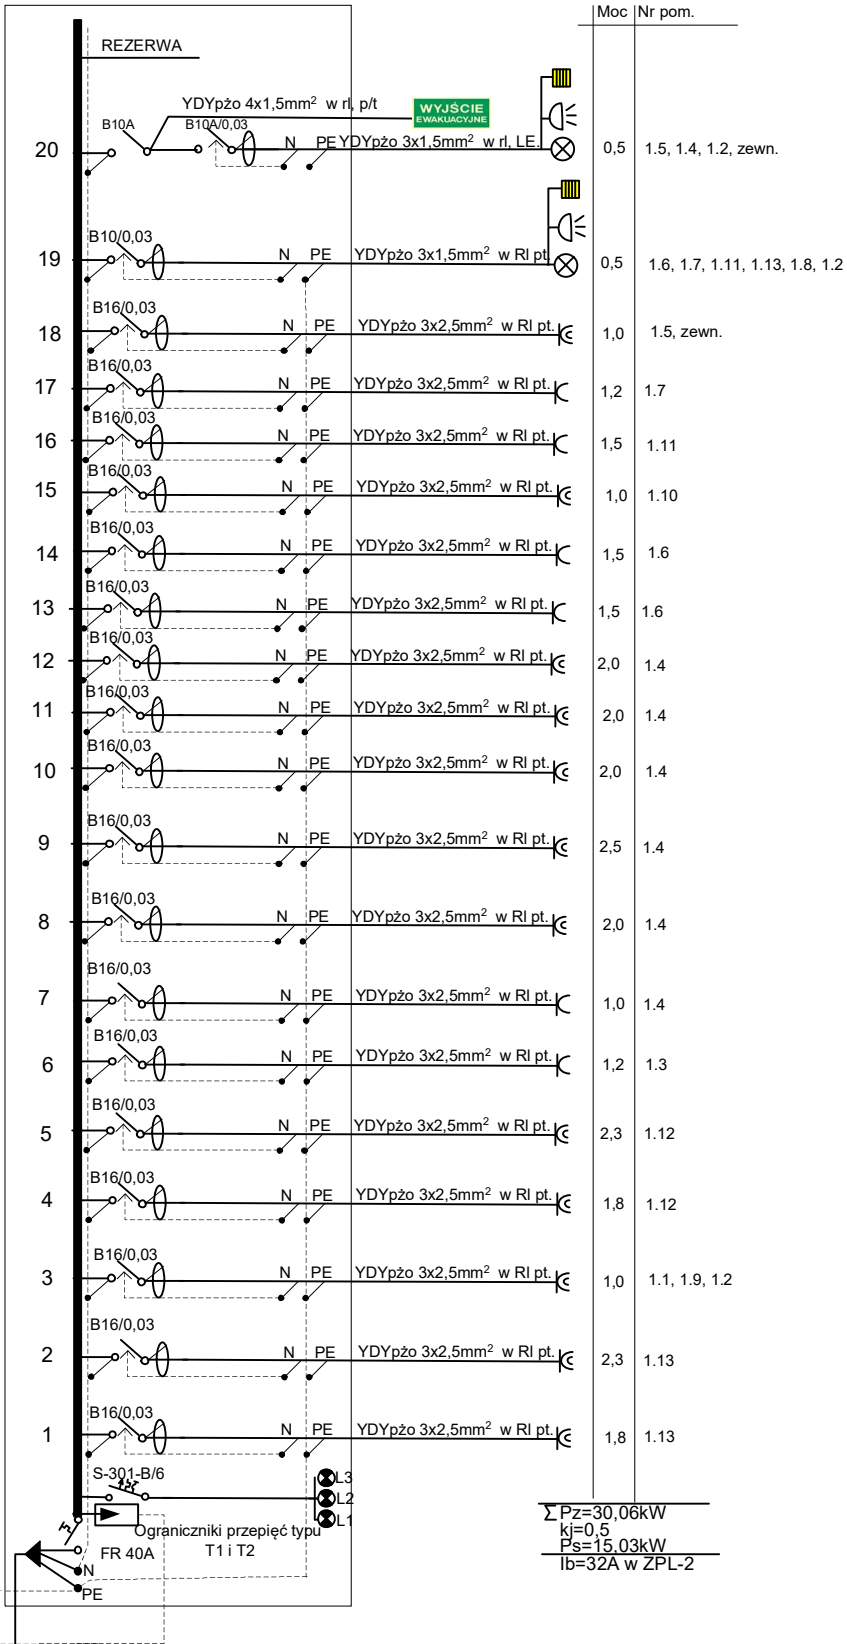 Moc Nr pom.
REZERWA
YDYpżo 4x1,5mm² w rl, p/t
WYJŚCIE
EWAKUACYJNE
B10A B10A/0,03
20 N PE YDYpżo 3x1,5mm² w rl, LE. 0,5 1.5, 1.4, 1.2, zewn.
B10/0,03
19 N PE YDYpżo 3x1,5mm² w Rl pt. 0,5 1.6, 1.7, 1.11, 1.13, 1.8, 1.2
B16/0,03
18 N PE YDYpżo 3x2,5mm² w Rl pt. 1,0 1.5, zewn.
B16/0,03
17 N PE YDYpżo 3x2,5mm² w Rl pt. 1,2 1.7
B16/0,03
16 N PE YDYpżo 3x2,5mm² w Rl pt. 1,5 1.11
B16/0,03
15 N PE YDYpżo 3x2,5mm² w Rl pt. 1,0 1.10
B16/0,03
14 N PE YDYpżo 3x2,5mm² w Rl pt. 1,5 1.6
B16/0,03
13 N PE YDYpżo 3x2,5mm² w Rl pt. 1,5 1.6
B16/0,03
12 N PE YDYpżo 3x2,5mm² w Rl pt. 2,0 1.4
B16/0,03
11 N PE YDYpżo 3x2,5mm² w Rl pt. 2,0 1.4
B16/0,03
10 N PE YDYpżo 3x2,5mm² w Rl pt. 2,0 1.4
B16/0,03
9 N PE YDYpżo 3x2,5mm² w Rl pt. 2,5 1.4
B16/0,03
8 N PE YDYpżo 3x2,5mm² w Rl pt. 2,0 1.4
B16/0,03
7 N PE YDYpżo 3x2,5mm² w Rl pt. 1,0 1.4
B16/0,03
6 N PE YDYpżo 3x2,5mm² w Rl pt. 1,2 1.3
B16/0,03
5 N PE YDYpżo 3x2,5mm² w Rl pt. 2,3 1.12
B16/0,03
4 N PE YDYpżo 3x2,5mm² w Rl pt. 1,8 1.12
B16/0,03
3 N PE YDYpżo 3x2,5mm² w Rl pt. 1,0 1.1, 1.9, 1.2
B16/0,03
2 N PE YDYpżo 3x2,5mm² w Rl pt. 2,3 1.13
B16/0,03
1 N PE YDYpżo 3x2,5mm² w Rl pt. 1,8 1.13
S-301-B/6
L3
L2
L1
Ograniczniki przepięć typu
T1 i T2
FR 40A
N
PE
∑ Pz=30,06kW
kj=0,5
Ps=15,03kW
Ib=32A w ZPL-2